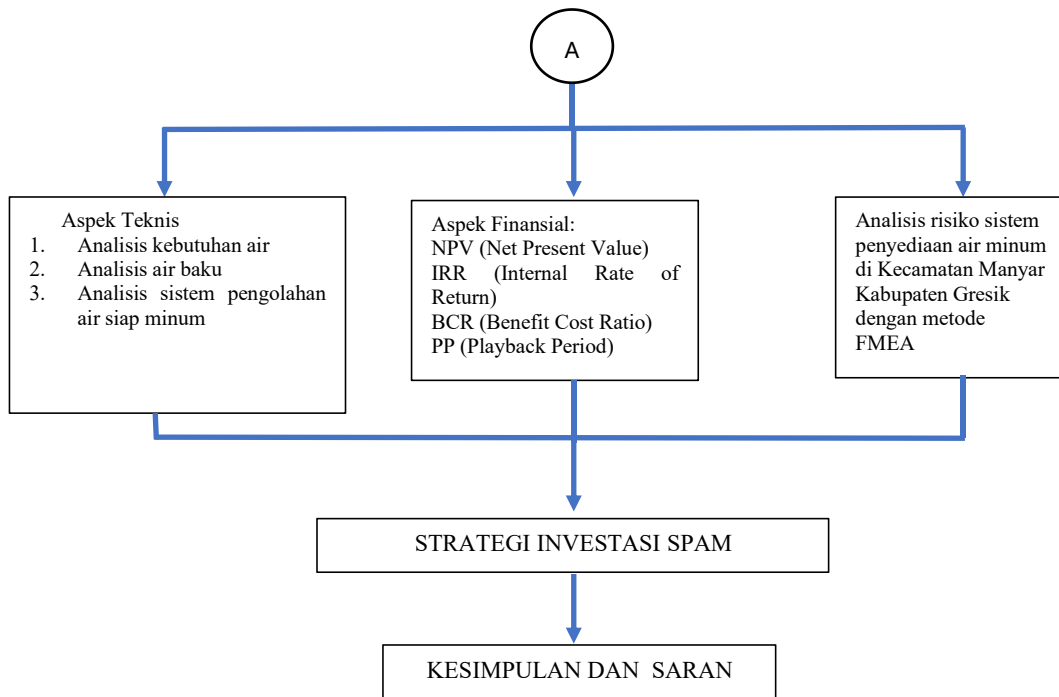 A
Aspek Teknis
1. Analisis kebutuhan air
2. Analisis air baku
3. Analisis sistem pengolahan
air siap minum
Aspek Finansial:
NPV (Net Present Value)
IRR (Internal Rate of
Return)
BCR (Benefit Cost Ratio)
PP (Playback Period)
Analisis risiko sistem
penyediaan air minum
di Kecamatan Manyar
Kabupaten Gresik
dengan metode
FMEA
STRATEGI INVESTASI SPAM
KESIMPULAN DAN SARAN